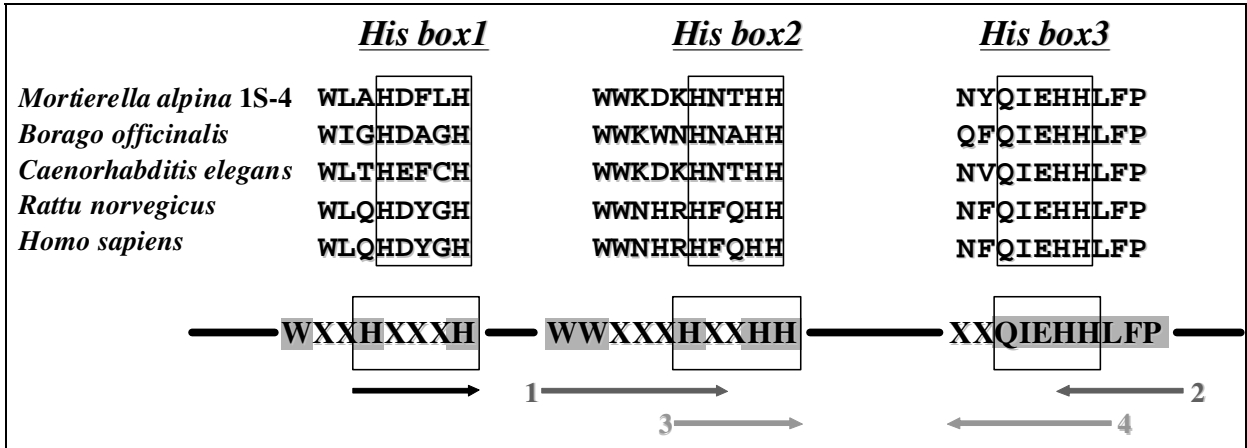 His box1 His box2 His box3
Mortierella alpina 1S-4 WLAHDFLH WWKDKHNTHH NYQIEHHLFP
Borago officinalis WIGHDAGH WWKWNHNAHH QFQIEHHLFP
Caenorhabditis elegans WLTHEFCH WWKDKHNTHH NVQIEHHLFP
Rattu norvegicus WLQHDYGH WWNHRHFQHH NFQIEHHLFP
Homo sapiens WLQHDYGH WWNHRHFQHH NFQIEHHLFP
WXXHXXXH WWXXXHXXHH XXQIEHHLFP
1 2
3 4